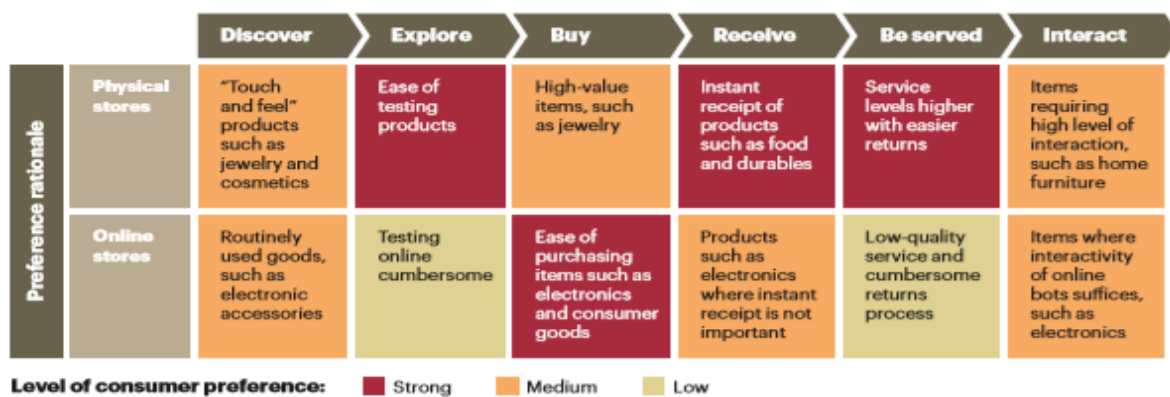 Discover
Explore
Buy
Receive
Be served
Interact
Preference rationale
Physical
stores
“Touch
and feel”
products
such as
jewelry and
cosmetics
Ease of
testing
products
High-value
items, such
as jewelry
Instant
receipt of
products
such as food
and durables
Service
levels higher
with easier
returns
Items
requiring
high level of
interaction,
such as home
furniture
Online
stores
Routinely
used goods,
such as
electronic
accessories
Testing
online
cumbersome
Ease of
purchasing
items such as
electronics
and consumer
goods
Products
such as
electronics
where instant
receipt is not
important
Low-quality
service and
cumbersome
returns
process
Items where
interactivity
of online
bots suffices,
such as
electronics
Level of consumer preference:
Strong
Medium
Low